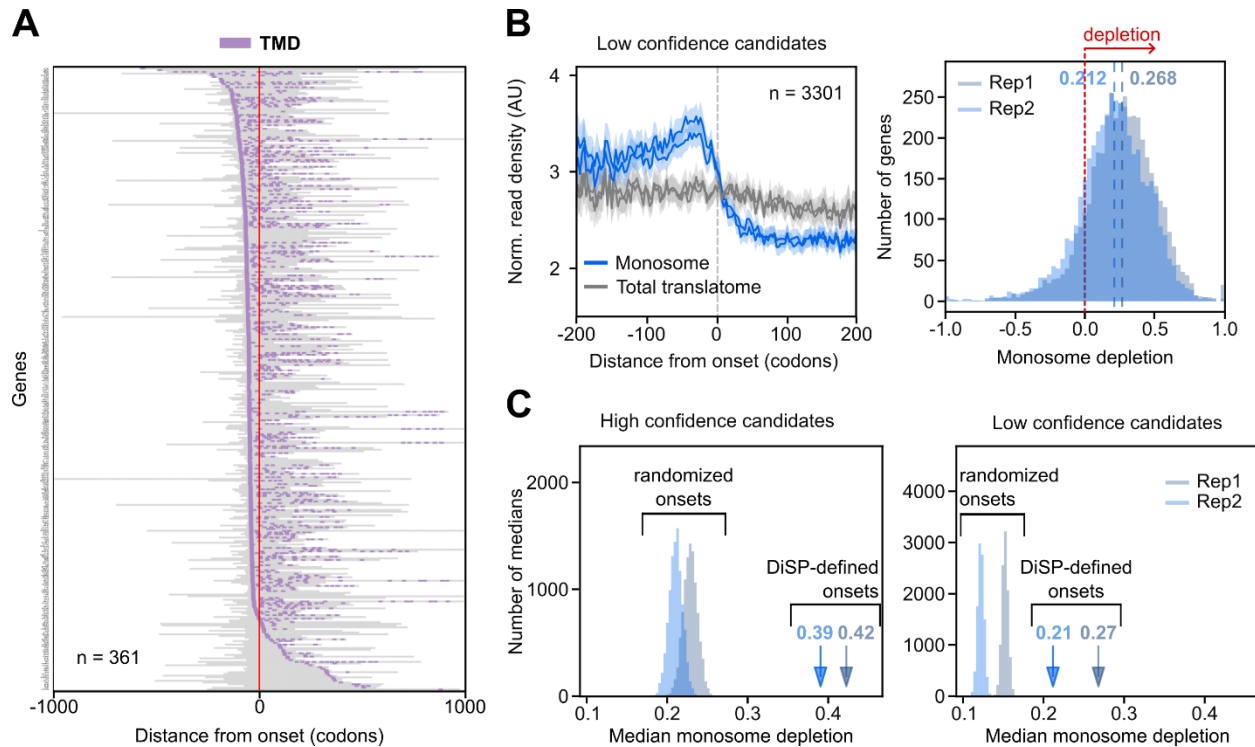 A
TMD
Genes
n = 361
-1000
0
1000
Distance from onset (codons)
B
Low confidence candidates
n = 3301
Norm. read density (AU)
4
3
2
Monosome
Total translatome
-200
-100
0
100
200
Distance from onset (codons)
depletion
0.212
0.268
Rep1
Rep2
Number of genes
250
200
150
100
50
0
-1.0
-0.5
0.0
0.5
1.0
Monosome depletion
C
High confidence candidates
Number of medians
2000
1000
0
randomized
onsets
DiSP-defined
onsets
0.39
0.42
0.1
0.2
0.3
0.4
Median monosome depletion
Low confidence candidates
4000
3000
2000
1000
0
randomized
onsets
Rep1
Rep2
DiSP-defined
onsets
0.21
0.27
0.1
0.2
0.3
0.4
Median monosome depletion